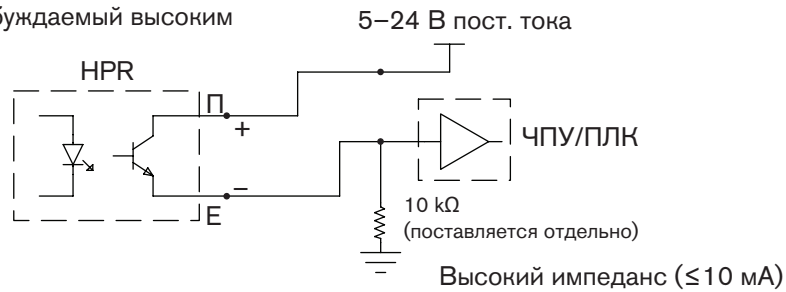 буждаемый высоким
5–24 В пост. тока
HPR
П
+
ЧПУ/ПЛК
–
E
10 kΩ
(поставляется отдельно)
Высокий импеданс (≤10 мА)